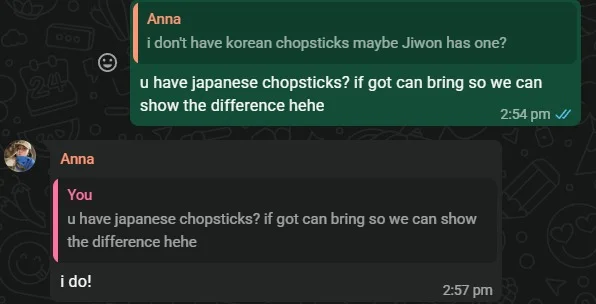 Anna
i don't have korean chopsticks maybe Jiwon has one?
u have japanese chopsticks? if got can bring so we can
show the difference hehe
2:54 pm
Anna
You
u have japanese chopsticks? if got can bring so we can show
the difference hehe
i do!
2:57 pm